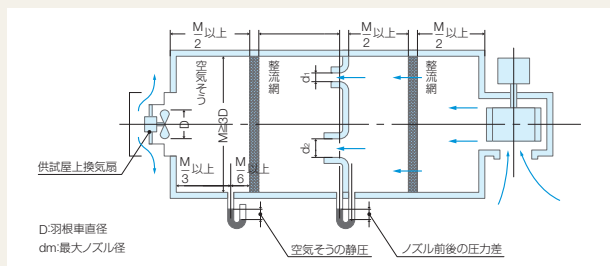 M/2以上
M/2以上
M/2以上
空気そう
整流網
整流網
d₁
d₂
D
M≧3D
供試屋上換気扇
M/3以上
M/6以上
D:羽根車直径
dm:最大ノズル径
空気そうの静圧
ノズル前後の圧力差